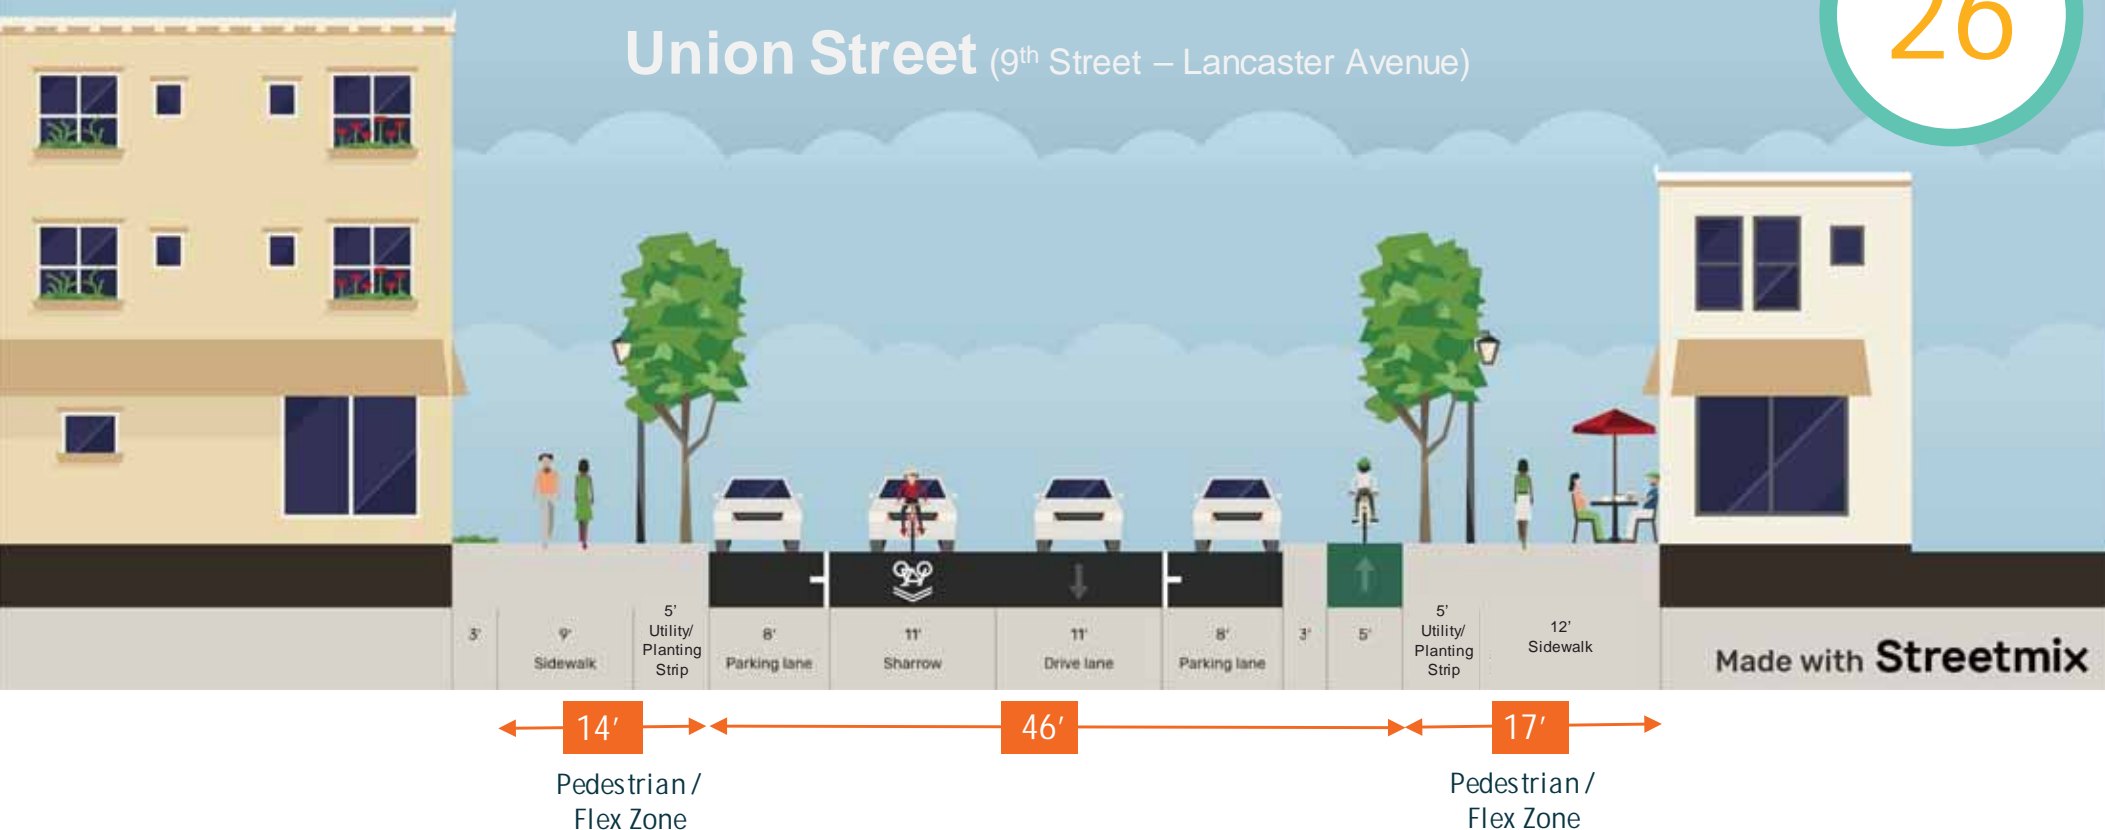 Union Street (9th Street – Lancaster Avenue)
26
3'
9'
Sidewalk
5'
Utility/
Planting
Strip
8'
Parking lane
11'
Sharrow
11'
Drive lane
8'
Parking lane
3'
5'
5'
Utility/
Planting
Strip
12'
Sidewalk
Made with Streetmix
14'
46'
17'
Pedestrian /
Flex Zone
Pedestrian /
Flex Zone